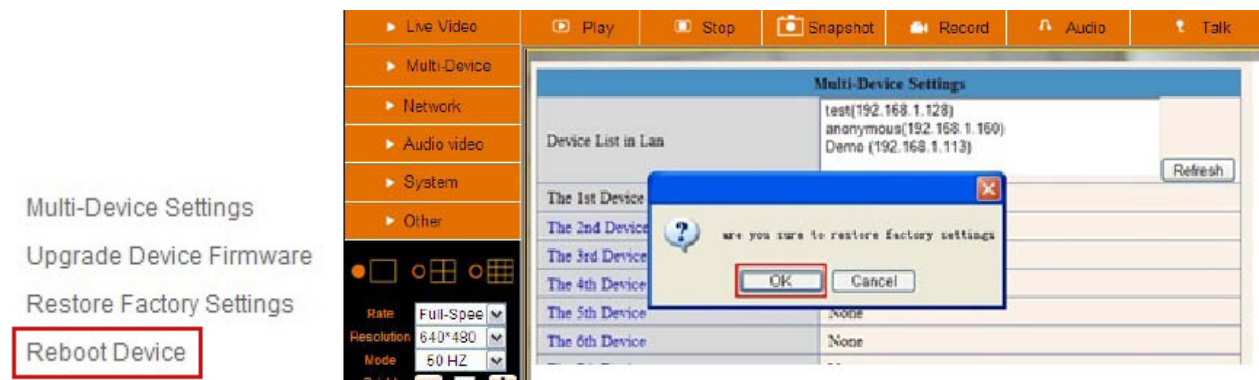 Multi-Device Settings
Upgrade Device Firmware
Restore Factory Settings
Reboot Device
Live Video
Multi-Device
Network
Audio video
System
Other
Rate Full-Spee
Resolution 640*480
Mode 50 HZ
Play Stop Snapshot Record Audio Talk
Multi-Device Settings
Device List in Lan
test(192.168.1.128)
anonymous(192.168.1.160)
Demo (192.168.1.113)
Refresh
The 1st Device
The 2nd Device
The 3rd Device
The 4th Device
The 5th Device None
The 6th Device None
are you sure to restore factory settings
OK Cancel